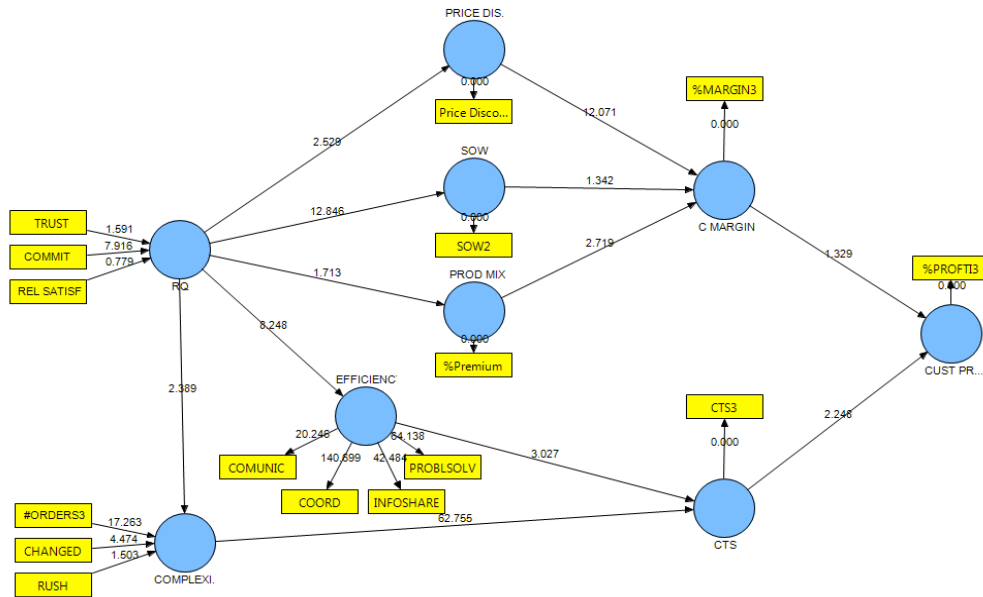 PRICE DIS.
0.000
Price Disco...
%MARGIN3
2.529
12.071
0.000
SOW
12.846
1.342
TRUST
1.591
0.000
C MARGIN
COMMIT
7.916
SOW2
2.719
0.779
REL SATISF
RQ
1.713
PROD MIX
1.329
%PROFTI3
0.000
0.000
8.248
%Premium
CUST PR...
2.389
EFFICIENC
CTS3
2.248
20.246
64.138
0.000
COMUNIC
140.699
42.484
PROBLSOLV
3.027
COORD
INFOSHARE
#ORDERS3
17.263
62.755
CHANGED
4.474
CTS
1.503
RUSH
COMPLEXI.